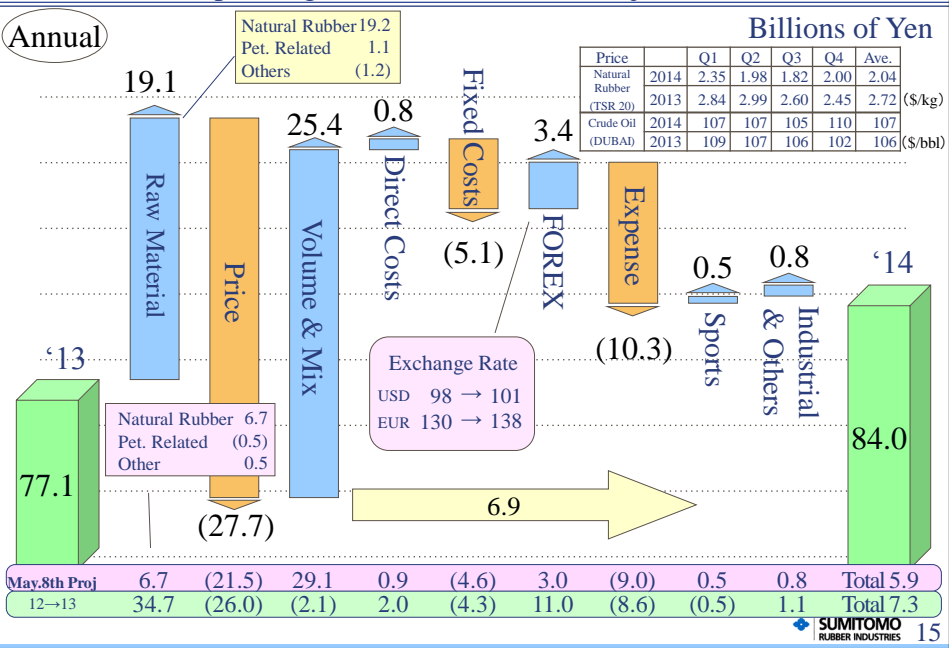 Annual
Billions of Yen
Natural Rubber 19.2
Pet. Related 1.1
Others (1.2)
Price Q1 Q2 Q3 Q4 Ave.
Natural Rubber (TSR 20) 2014 2.35 1.98 1.82 2.00 2.04
2013 2.84 2.99 2.60 2.45 2.72 ($/kg)
Crude Oil (DUBAI) 2014 107 107 105 110 107
2013 109 107 106 102 106 ($/bbl)
‘13
77.1
19.1
Raw Material
Price
(27.7)
25.4
Volume & Mix
0.8
Direct Costs
Fixed Costs
(5.1)
3.4
FOREX
Expense
(10.3)
0.5
Sports
0.8
Industrial
& Others
‘14
84.0
Exchange Rate
USD 98 → 101
EUR 130 → 138
Natural Rubber 6.7
Pet. Related (0.5)
Other 0.5
6.9
May.8th Proj 6.7 (21.5) 29.1 0.9 (4.6) 3.0 (9.0) 0.5 0.8 Total 5.9
12→13 34.7 (26.0) (2.1) 2.0 (4.3) 11.0 (8.6) (0.5) 1.1 Total 7.3
SUMITOMO
RUBBER INDUSTRIES
15